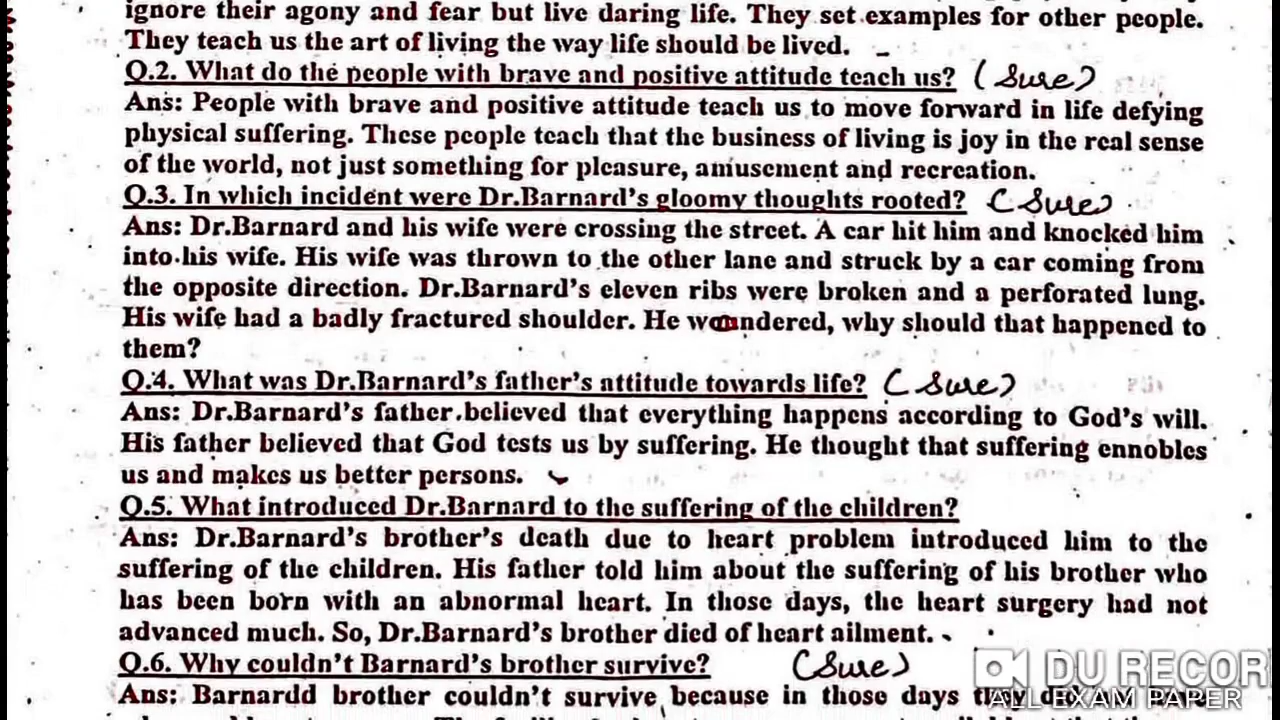 ignore their agony and fear but live daring life. They set examples for other people.
They teach us the art of living the way life should be lived.
Q.2. What do the people with brave and positive attitude teach us? (Sure)
Ans: People with brave and positive attitude teach us to move forward in life defying
physical suffering. These people teach that the business of living is joy in the real sense
of the world, not just something for pleasure, amusement and recreation.
Q.3. In which incident were Dr.Barnard's gloomy thoughts rooted? (Sure)
Ans: Dr.Barnard and his wife were crossing the street. A car hit him and knocked him
into his wife. His wife was thrown to the other lane and struck by a car coming from
the opposite direction. Dr.Barnard's eleven ribs were broken and a perforated lung.
His wife had a badly fractured shoulder. He wondered, why should that happened to
them?
Q.4. What was Dr.Barnard's father's attitude towards life? (Sure)
Ans: Dr.Barnard's father believed that everything happens according to God's will.
His father believed that God tests us by suffering. He thought that suffering ennobles
us and makes us better persons.
Q.5. What introduced Dr.Barnard to the suffering of the children?
Ans: Dr.Barnard's brother's death due to heart problem introduced him to the
suffering of the children. His father told him about the suffering of his brother who
has been born with an abnormal heart. In those days, the heart surgery had not
advanced much. So, Dr.Barnard's brother died of heart ailment.
Q.6. Why couldn't Barnard's brother survive? (Sure)
DU RECOR
Ans: Barnardd brother couldn't survive because in those days
ALL EXAM PAPER